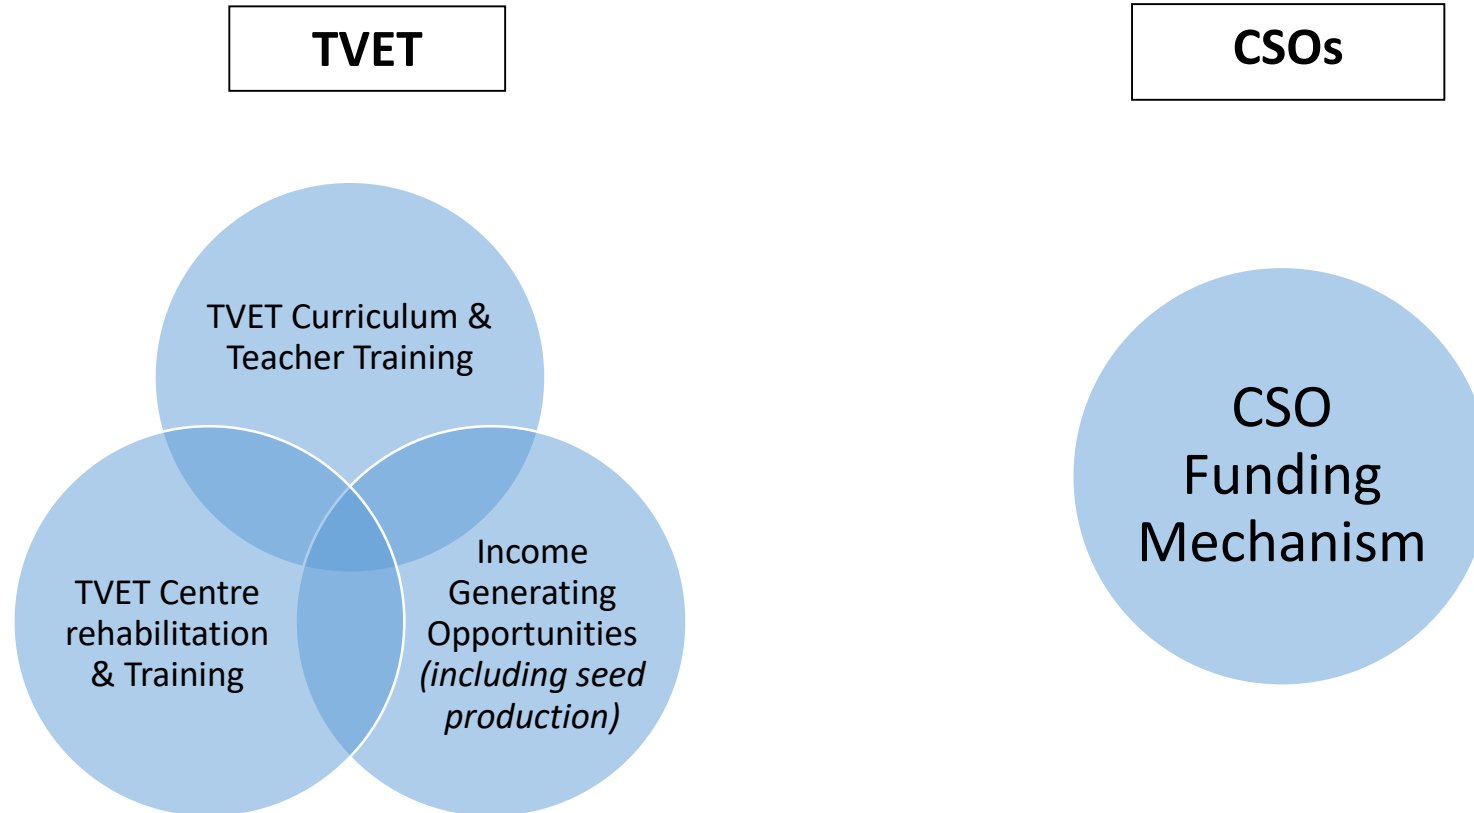 TVET
CSOs
TVET Curriculum &
Teacher Training
TVET Centre
rehabilitation
& Training
Income
Generating
Opportunities
(including seed
production)
CSO
Funding
Mechanism